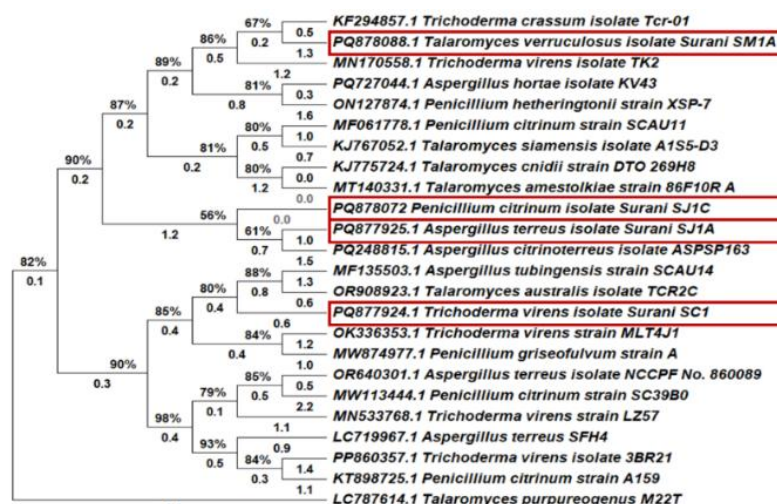 67%
KF294857.1 Trichoderma crassum isolate Tcr-01
0.5
86%
0.2
PQ878088.1 Talaromyces verruculosus isolate Surani SM1A
1.3
89%
0.5
MN170558.1 Trichoderma virens isolate TK2
1.2
0.2
81%
PQ727044.1 Aspergillus hortae isolate KV43
0.3
87%
0.8
ON127874.1 Penicillium hetheringtonii strain XSP-7
1.6
0.2
80%
MF061778.1 Penicillium citrinum strain SCAU11
1.0
81%
0.5
KJ767052.1 Talaromyces siamensis isolate A1S5-D3
0.7
90%
0.2
80%
KJ775724.1 Talaromyces cnidii strain DTO 269H8
0.0
0.2
1.2
MT140331.1 Talaromyces amestolkiae strain 86F10R A
0.0
56%
PQ878072 Penicillium citrinum isolate Surani SJ1C
0.0
1.2
61%
PQ877925.1 Aspergillus terreus isolate Surani SJ1A
1.0
0.7
PQ248815.1 Aspergillus citrinoterreus isolate ASPSP163
1.5
82%
88%
MF135503.1 Aspergillus tubingensis strain SCAU14
1.3
0.1
80%
0.8
OR908923.1 Talaromyces australis isolate TCR2C
0.6
85%
0.4
PQ877924.1 Trichoderma virens isolate Surani SC1
0.6
0.4
84%
OK336353.1 Trichoderma virens strain MLT4J1
1.2
0.4
MW874977.1 Penicillium griseofulvum strain A
1.0
90%
85%
OR640301.1 Aspergillus terreus isolate NCCPF No. 860089
0.5
0.3
79%
0.5
MW113444.1 Penicillium citrinum strain SC39B0
2.2
98%
0.1
MN533768.1 Trichoderma virens strain LZ57
1.1
0.4
93%
LC719967.1 Aspergillus terreus SFH4
0.9
0.5
84%
PP860357.1 Trichoderma virens isolate 3BR21
1.4
0.3
KT898725.1 Penicillium citrinum strain A159
1.1
LC787614.1 Talaromyces purpureogenus M22T